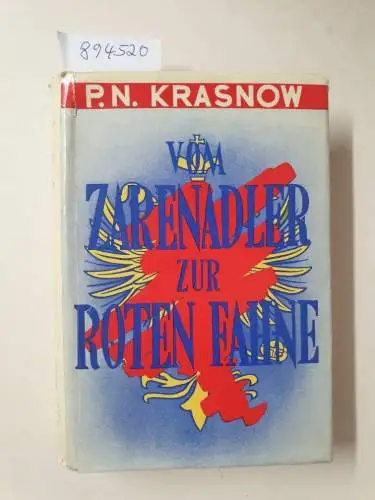 894520
P.N. KRASNOW
VOM
ZARENADLER
ZUR
ROTEN FAHNE